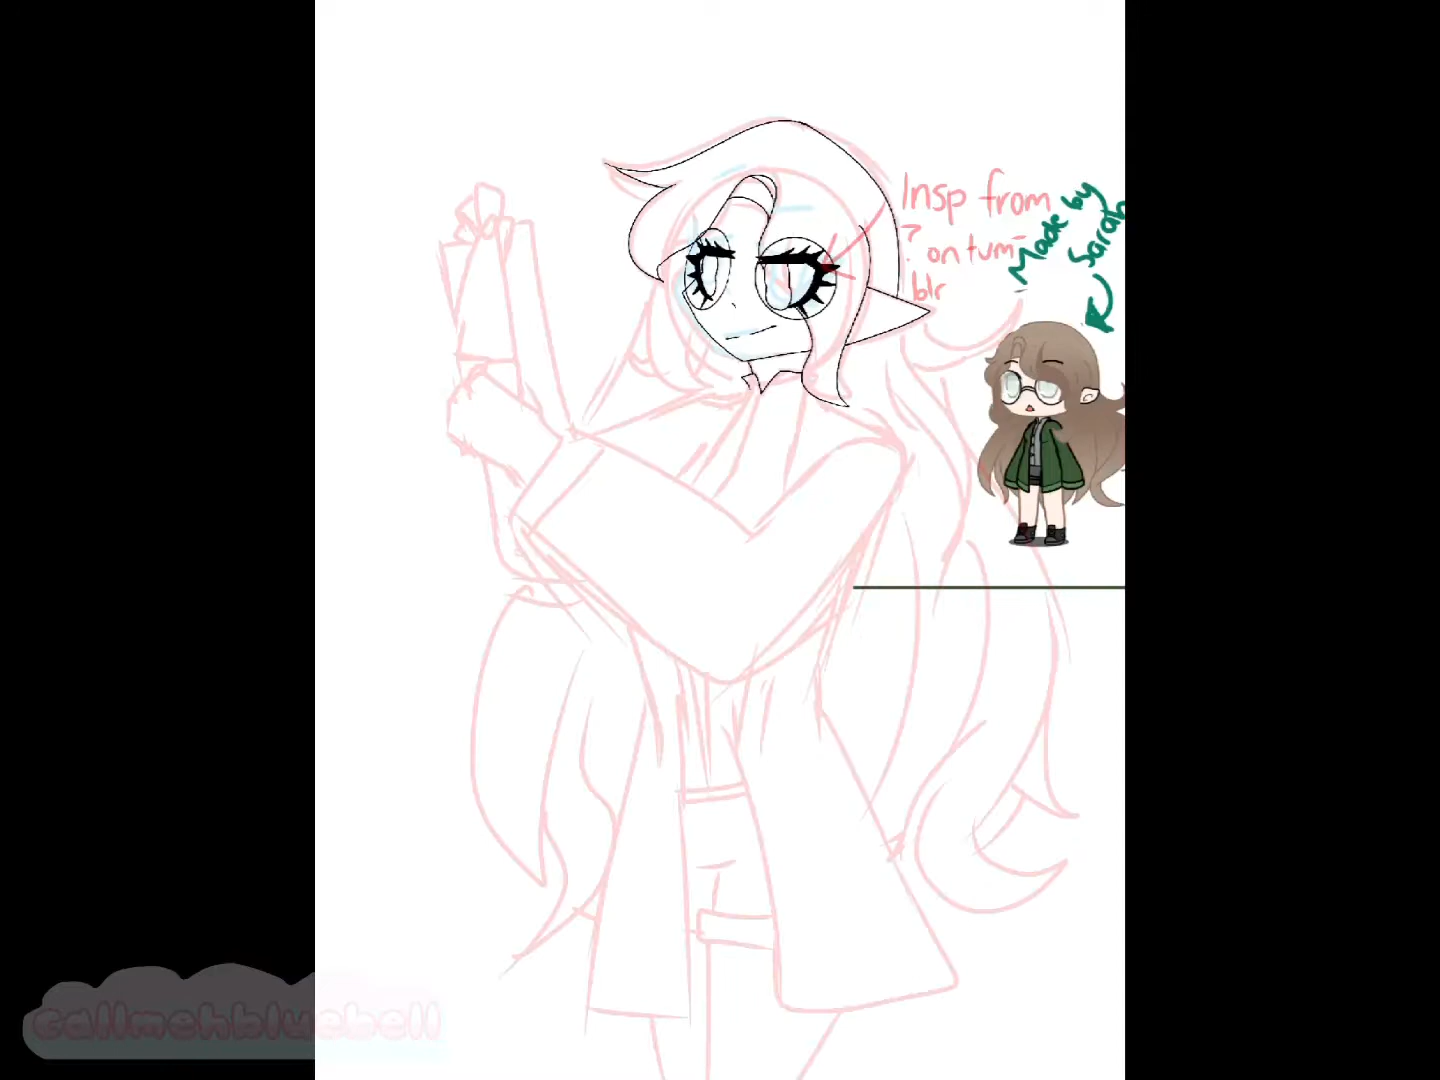 Insp from
? on tum-
blr
Made by
Sarah
callmehbluebell